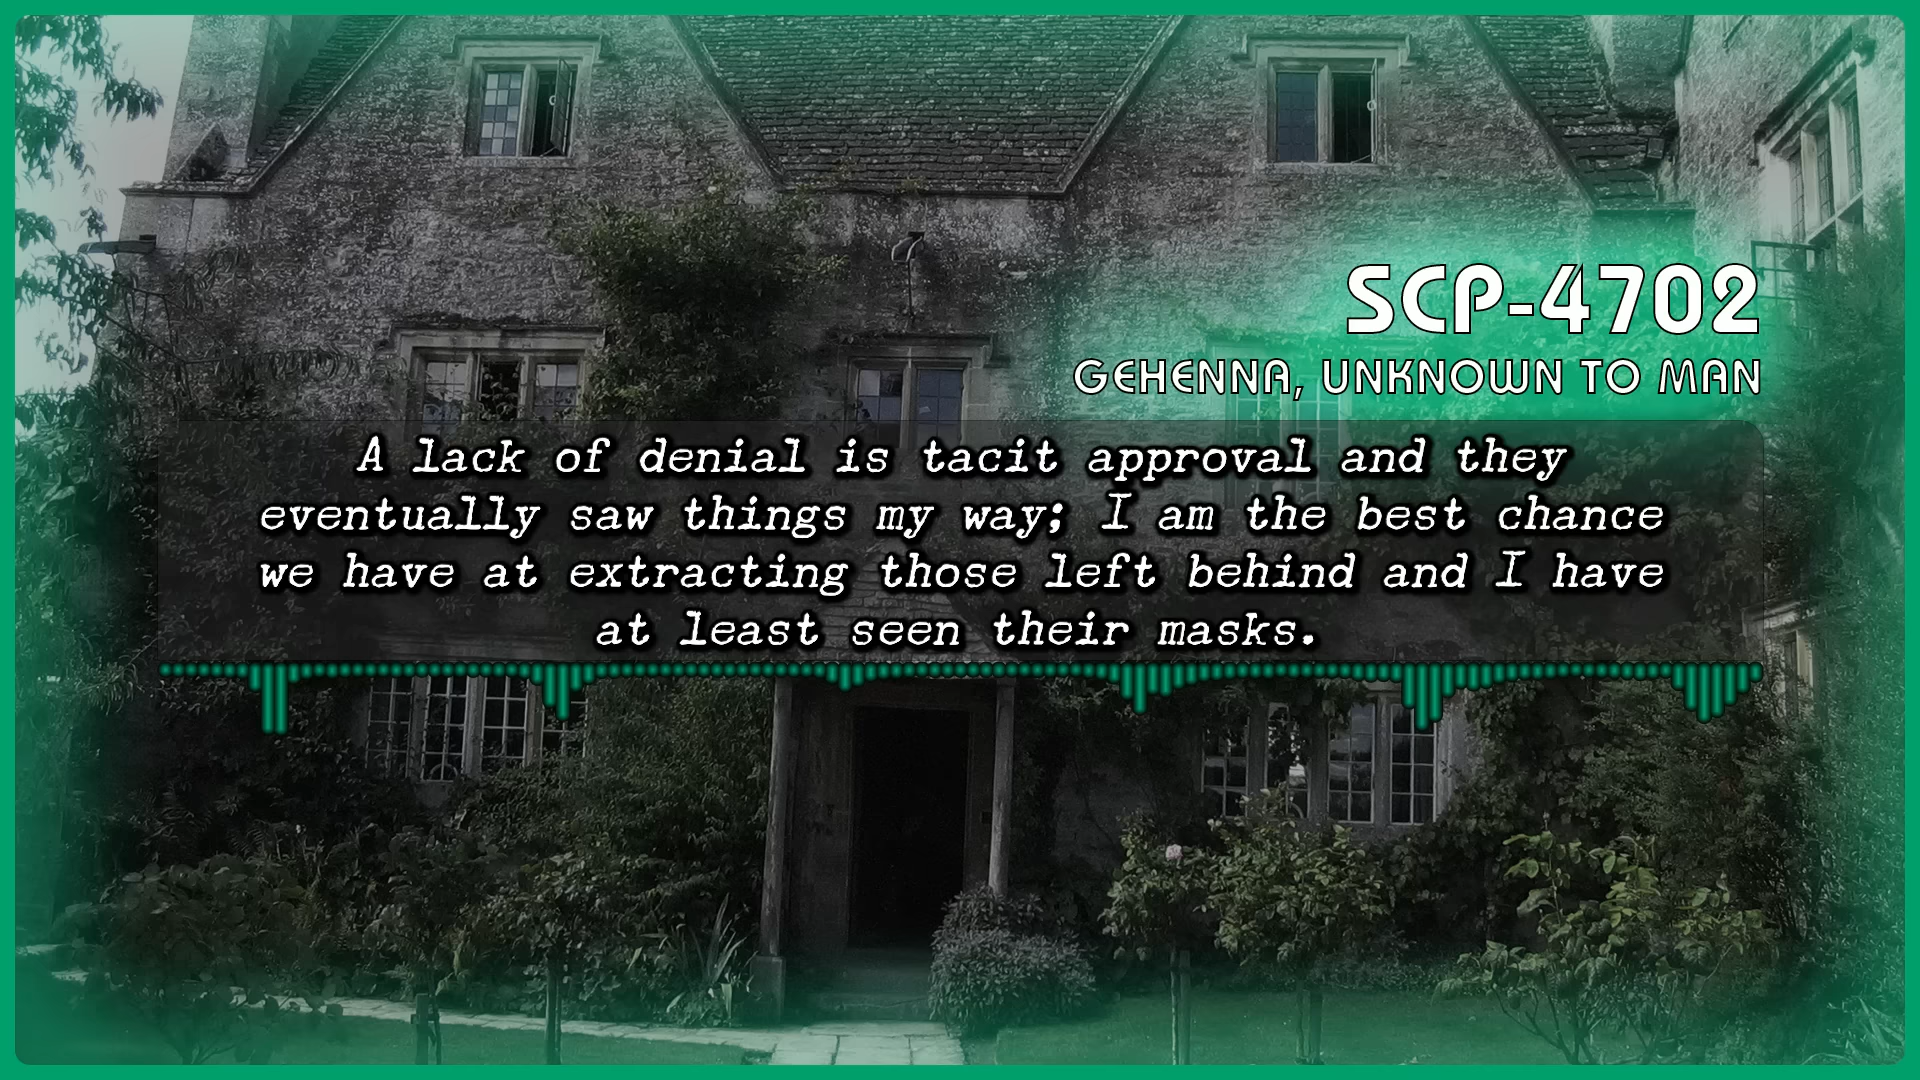 SCP-4702
GEHENNA, UNKNOWN TO MAN
A lack of denial is tacit approval and they
eventually saw things my way; I am the best chance
we have at extracting those left behind and I have
at least seen their masks.